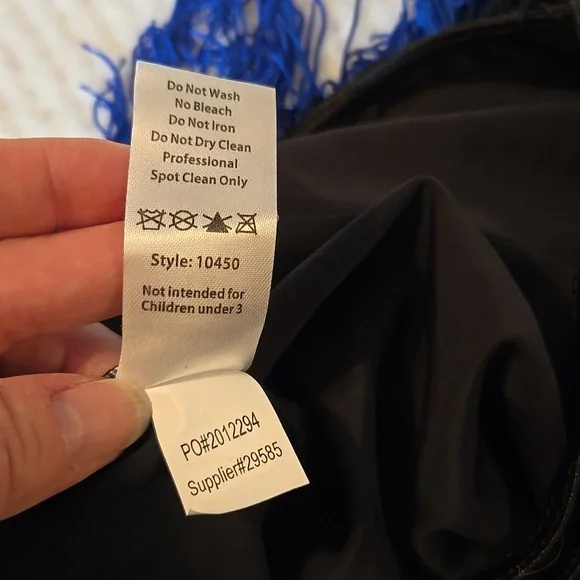 Do Not Wash
No Bleach
Do Not Iron
Do Not Dry Clean
Professional
Spot Clean Only
Style: 10450
Not intended for
Children under 3
PO#2012294
Supplier#29585